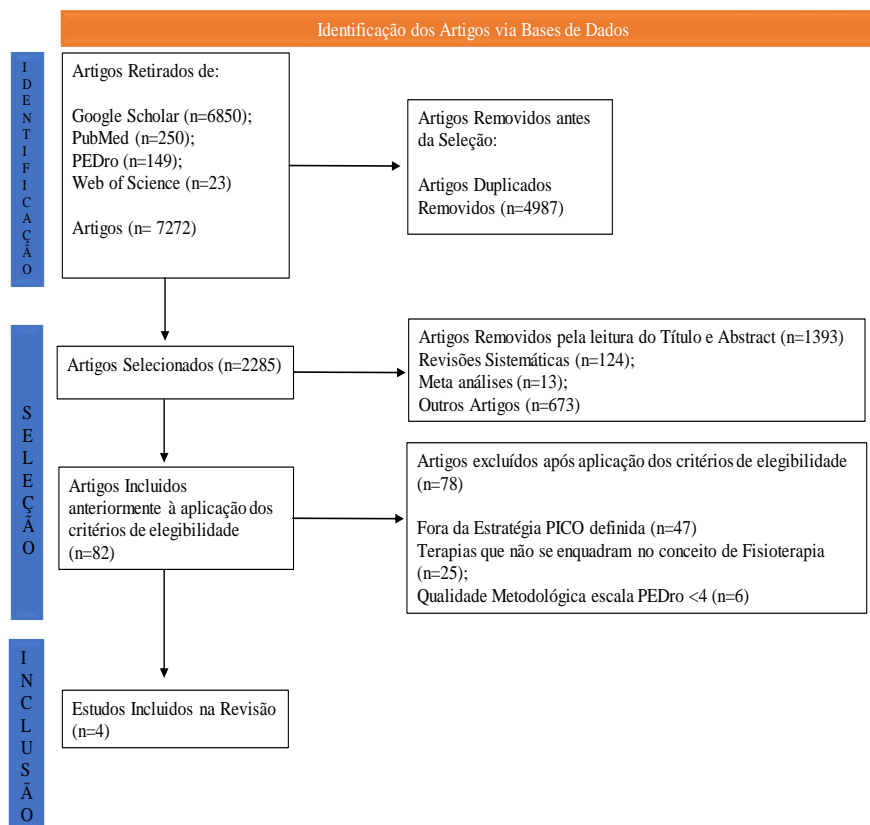 Identificação dos Artigos via Bases de Dados
IDENTIFICAÇÃO
Artigos Retirados de:
Google Scholar (n=6850);
PubMed (n=250);
PEDro (n=149);
Web of Science (n=23)
Artigos (n= 7272)
Artigos Removidos antes
da Seleção:
Artigos Duplicados
Removidos (n=4987)
SELEÇÃO
Artigos Selecionados (n=2285)
Artigos Removidos pela leitura do Título e Abstract (n=1393)
Revisões Sistemáticas (n=124);
Meta análises (n=13);
Outros Artigos (n=673)
Artigos Incluidos
anteriormente à aplicação dos
critérios de elegibilidade
(n=82)
Artigos excluídos após aplicação dos critérios de elegibilidade
(n=78)
Fora da Estratégia PICO definida (n=47)
Terapias que não se enquadram no conceito de Fisioterapia
(n=25);
Qualidade Metodológica escala PEDro <4 (n=6)
INCLUSÃO
Estudos Incluidos na Revisão
(n=4)